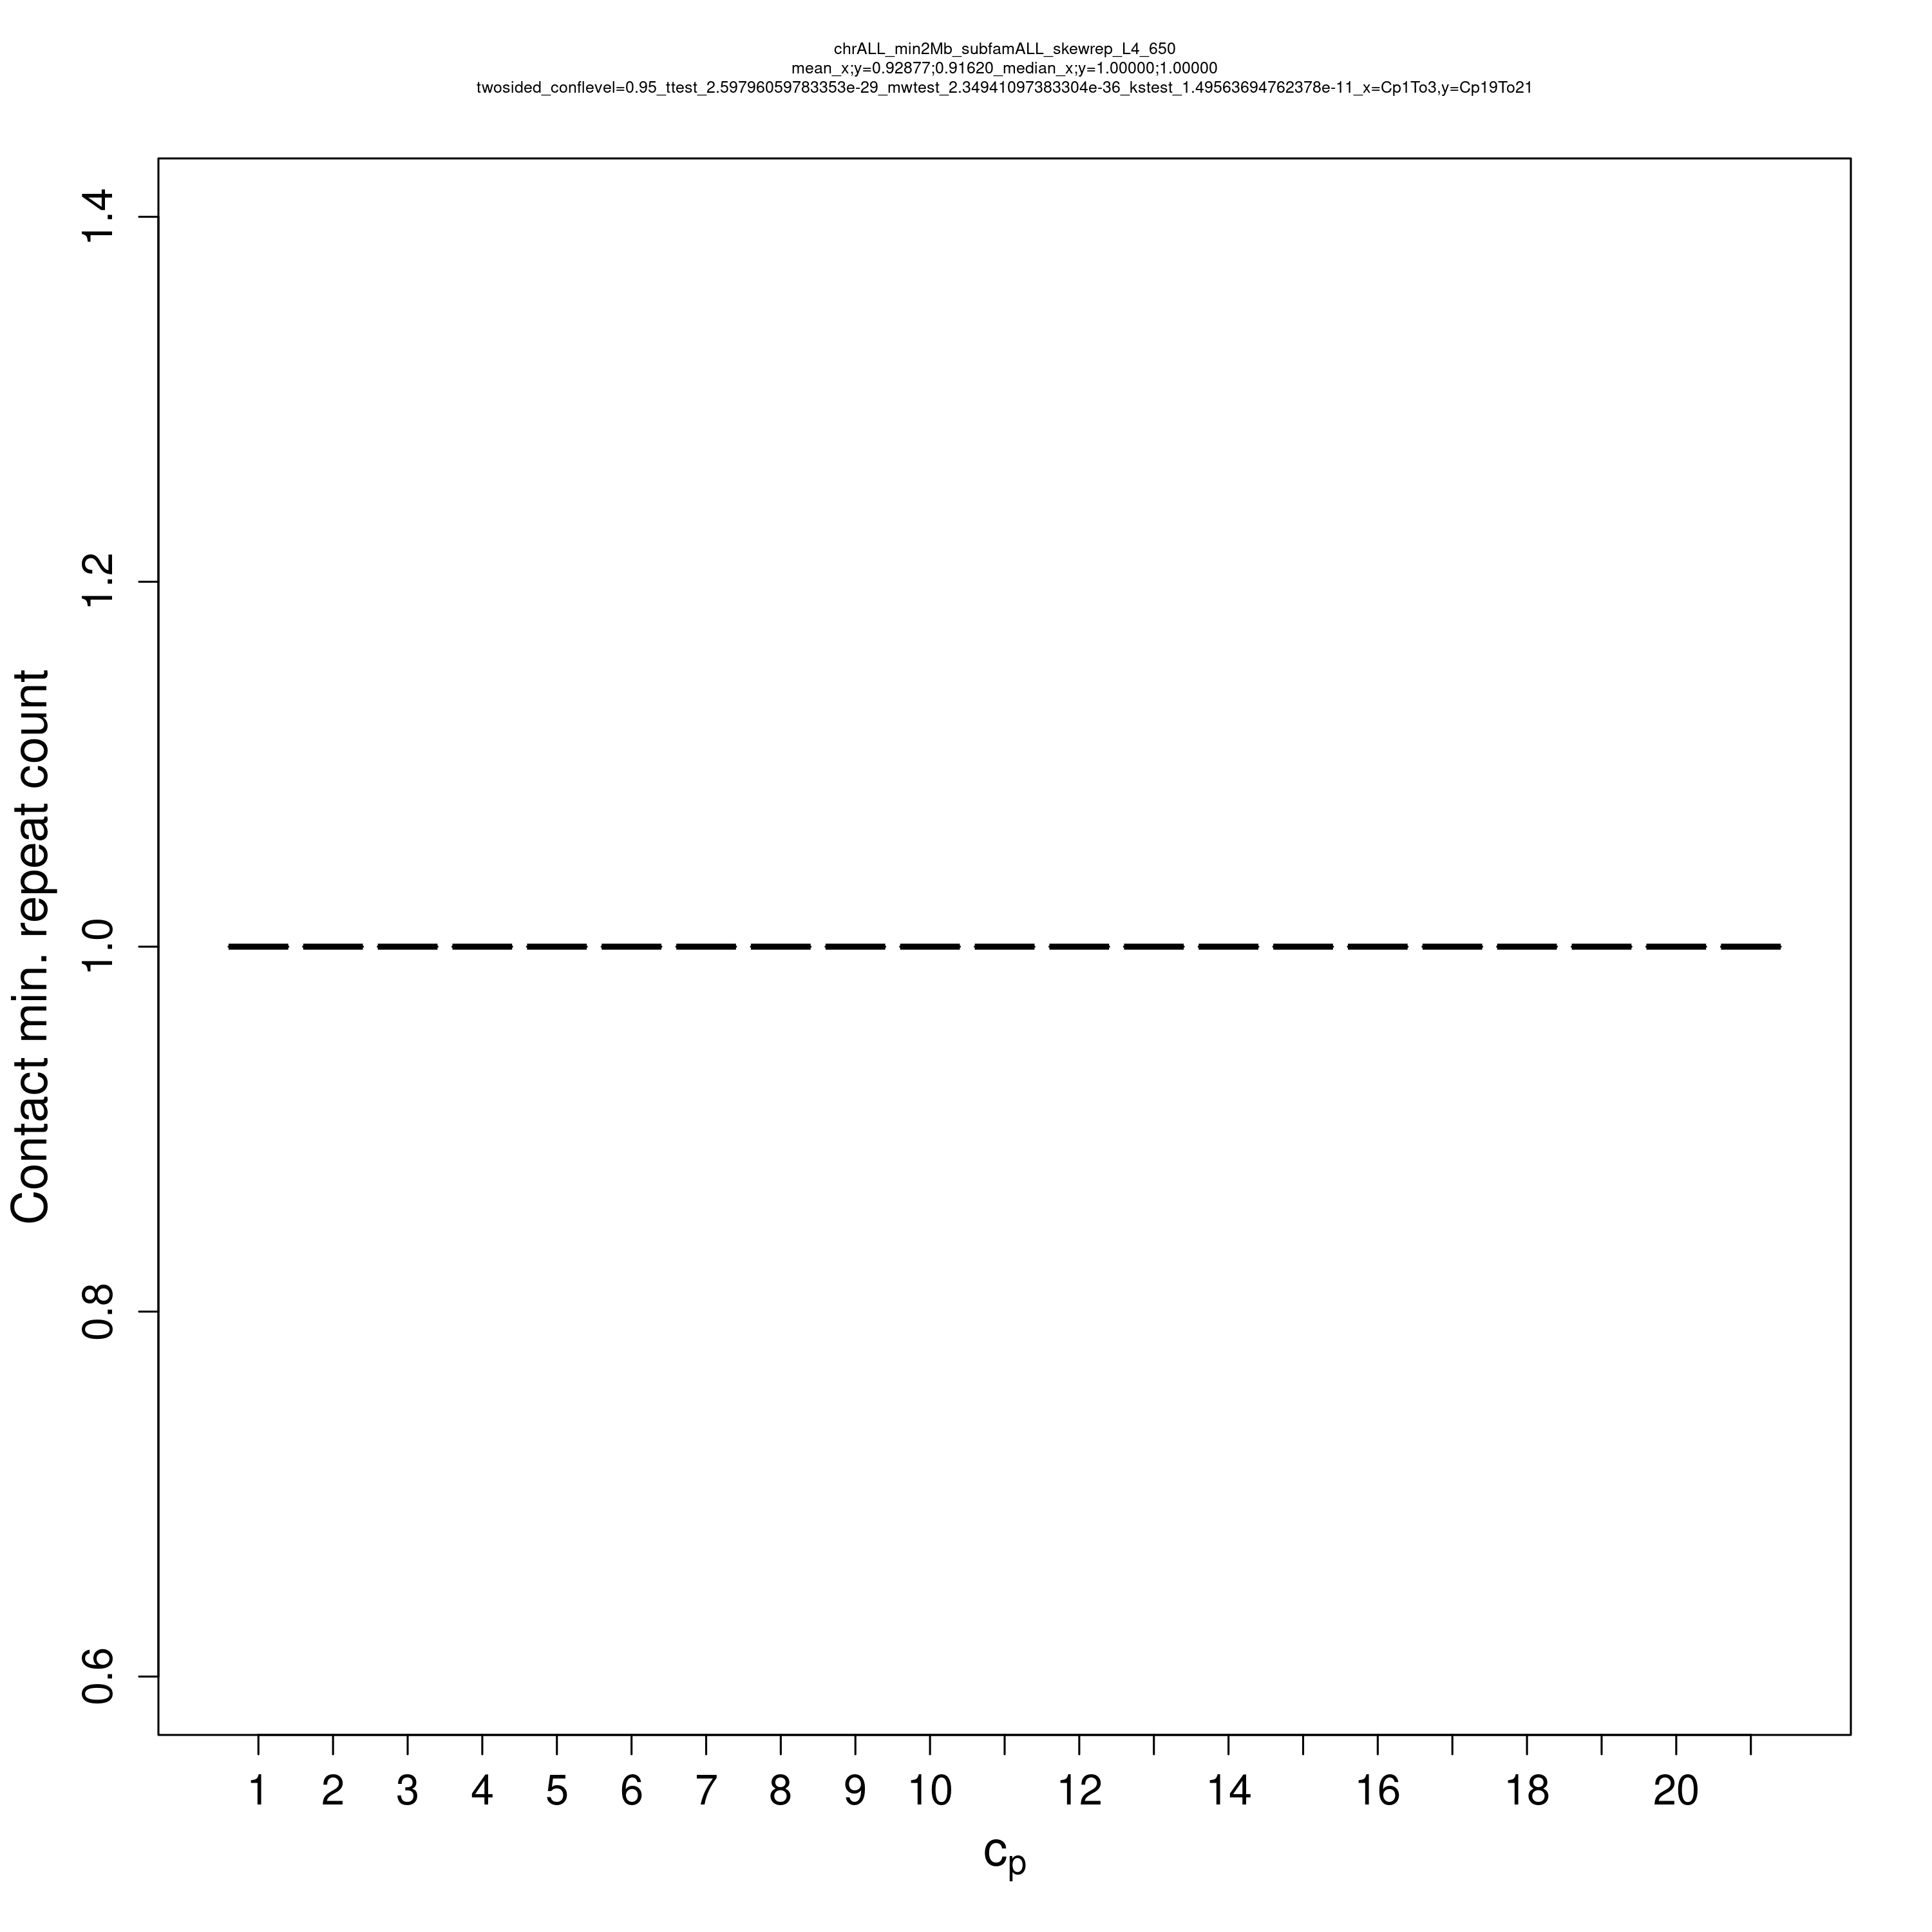 chrALL_min2Mb_subfamALL_skewrep_L4_650
mean_x;y=0.92877;0.91620_median_x;y=1.00000;1.00000
twosided_conflevel=0.95_ttest_2.59796059783353e-29_mwtest_2.34941097383304e-36_kstest_1.49563694762378e-11_x=Cp1To3,y=Cp19To21
Contact min. repeat count
1.4
1.2
1.0
0.8
0.6
1 2 3 4 5 6 7 8 9 10 12 14 16 18 20
cp